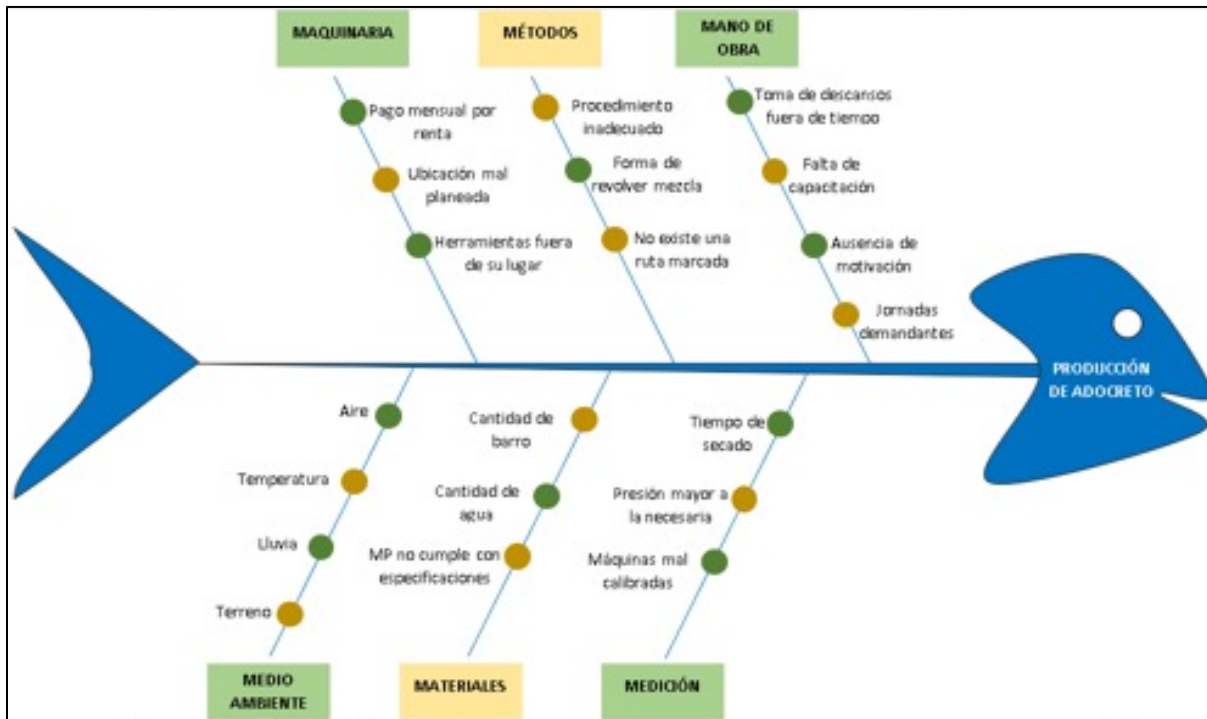 MAQUINARIA
MÉTODOS
MANO DE
OBRA
Pago mensual por
renta
Ubicación mal
planeada
Herramientas fuera
de su lugar
Procedimiento
inadecuado
Forma de
revolver mezcla
No existe una
ruta marcada
Toma de descansos
fuera de tiempo
Falta de
capacitación
Ausencia de
motivación
Jornadas
demandantes
PRODUCCIÓN
DE ADOCRETO
Aire
Temperatura
Lluvia
Terreno
Cantidad de
barro
Cantidad de
agua
MP no cumple con
especificaciones
Tiempo de
secado
Presión mayor a
la necesaria
Máquinas mal
calibradas
MEDIO
AMBIENTE
MATERIALES
MEDICIÓN